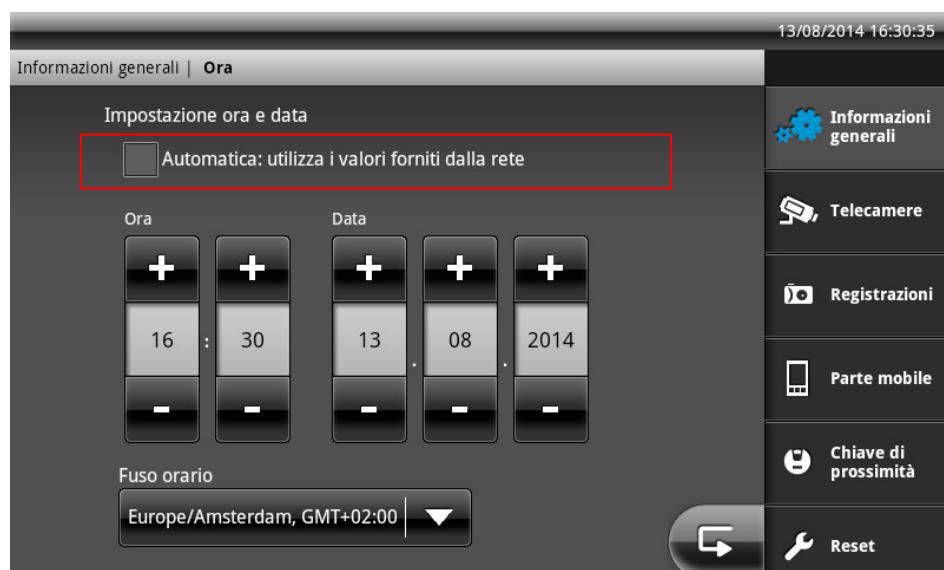 13/08/2014 16:30:35
Informazioni generali | Ora
Impostazione ora e data
Automatica: utilizza i valori forniti dalla rete
Ora
Data
+ + + + +
16 : 30 13 . 08 . 2014
- - - - -
Fuso orario
Europe/Amsterdam, GMT+02:00
Informazioni
generali
Telecamere
Registrazioni
Parte mobile
Chiave di
prossimità
Reset